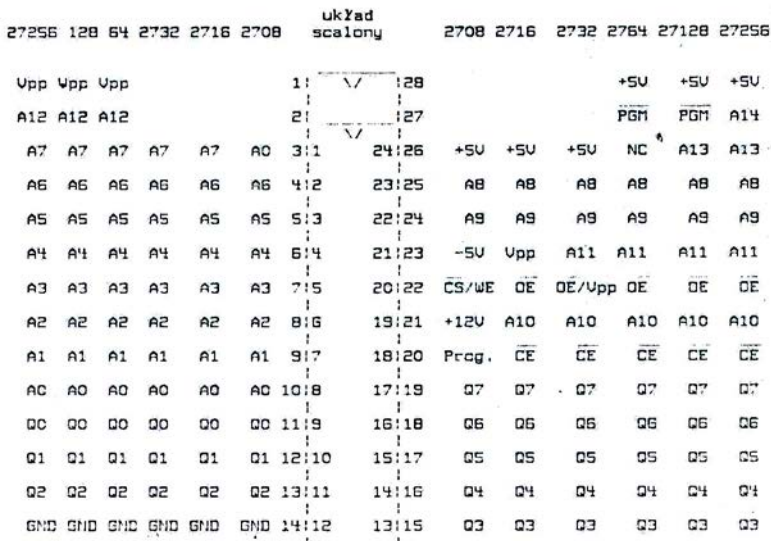 układ
27256 128 64 2732 2716 2708 scalony 2708 2716 2732 2764 27128 27256
Vpp Vpp Vpp 1 28 +5V +5V +5V
A12 A12 A12 2 27 PGM PGM A14
A7 A7 A7 A7 A7 A0 3 1 24 26 +5V +5V +5V NC A13 A13
A6 A6 A6 A6 A6 A6 4 2 23 25 A8 A8 A8 A8 A8 A8
A5 A5 A5 A5 A5 A5 5 3 22 24 A9 A9 A9 A9 A9 A9
A4 A4 A4 A4 A4 A4 6 4 21 23 -5V Vpp A11 A11 A11 A11
A3 A3 A3 A3 A3 A3 7 5 20 22 CS/WE OE OE/Vpp OE OE OE
A2 A2 A2 A2 A2 A2 8 6 19 21 +12V A10 A10 A10 A10 A10
A1 A1 A1 A1 A1 A1 9 7 18 20 Prog. CE CE CE CE CE
A0 A0 A0 A0 A0 A0 10 8 17 19 Q7 Q7 Q7 Q7 Q7 Q7
Q0 Q0 Q0 Q0 Q0 Q0 11 9 16 18 Q6 Q6 Q6 Q6 Q6 Q6
Q1 Q1 Q1 Q1 Q1 Q1 12 10 15 17 Q5 Q5 Q5 Q5 Q5 Q5
Q2 Q2 Q2 Q2 Q2 Q2 13 11 14 16 Q4 Q4 Q4 Q4 Q4 Q4
GND GND GND GND GND GND 14 12 13 15 Q3 Q3 Q3 Q3 Q3 Q3